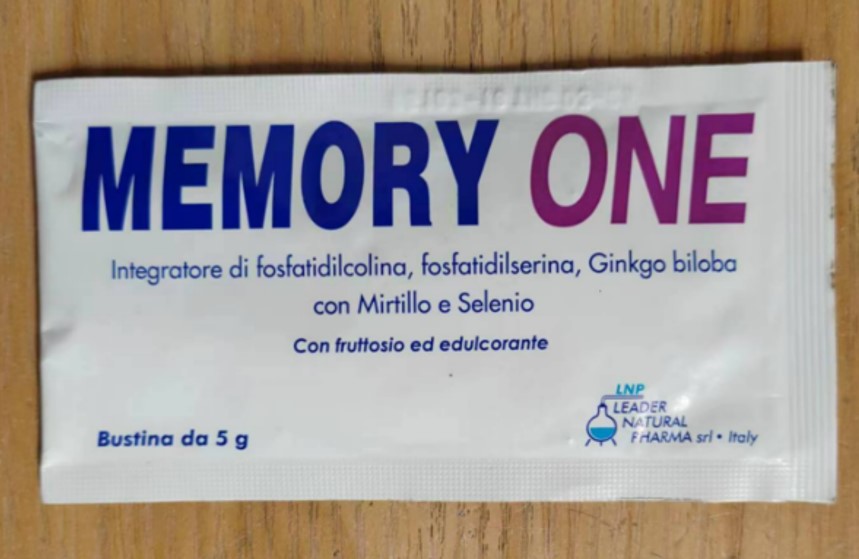 MEMORY ONE
Integratore di fosfatidilcolina, fosfatidilserina, Ginkgo biloba
con Mirtillo e Selenio
Con fruttosio ed edulcorante
Bustina da 5 g
LNP
LEADER
NATURAL
PHARMA srl • Italy